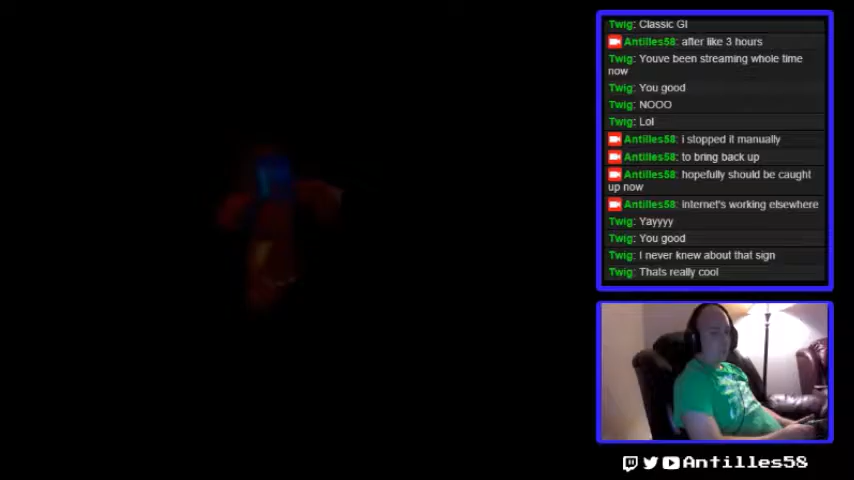 Twig: Classic GI
Antilles58: after like 3 hours
Twig: Youve been streaming whole time
now
Twig: You good
Twig: NOOO
Twig: Lol
Antilles58: i stopped it manually
Antilles58: to bring back up
Antilles58: hopefully should be caught
up now
Antilles58: internet's working elsewhere
Twig: Yayyyy
Twig: You good
Twig: I never knew about that sign
Twig: Thats really cool
Antilles58